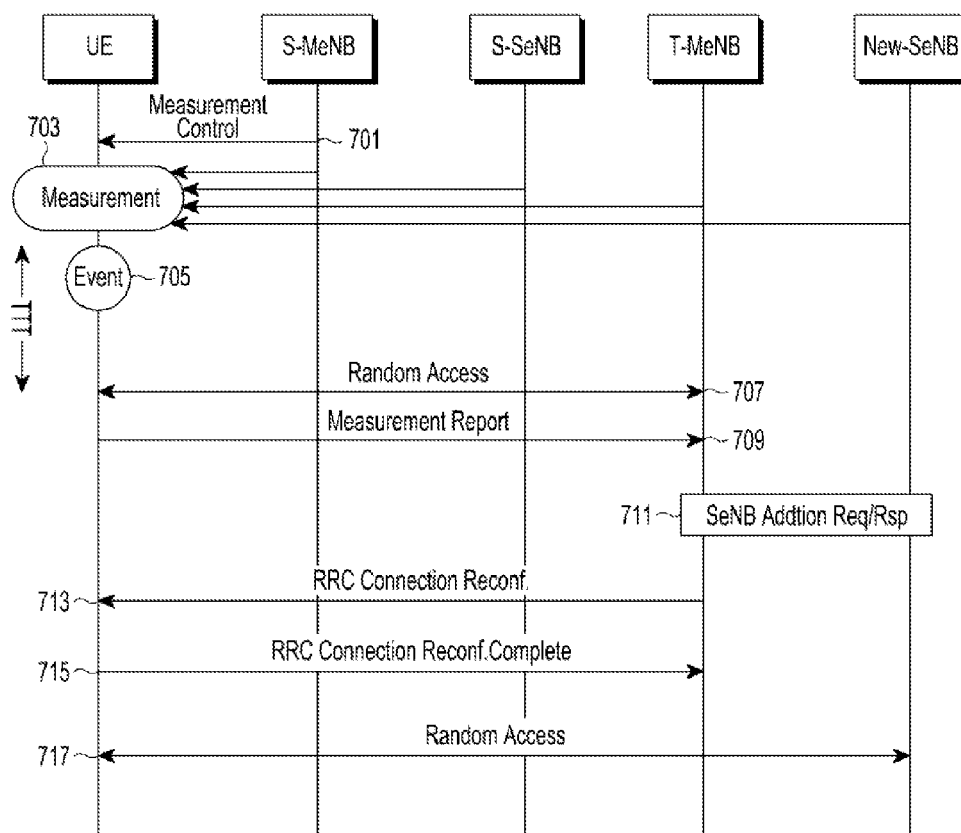 UE
S-MeNB
S-SeNB
T-MeNB
New-SeNB
Measurement
Control
701
703
Measurement
Event
705
TTT
Random Access
707
Measurement Report
709
711
SeNB Addtion Req/Rsp
RRC Connection Reconf.
713
RRC Connection Reconf.Complete
715
Random Access
717